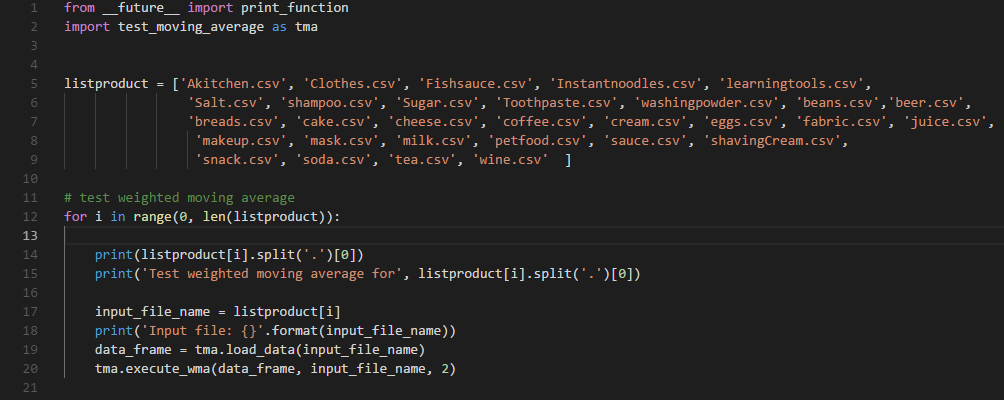 1 from __future__ import print_function
2 import test_moving_average as tma
3
4
5 listproduct = ['Akitchen.csv', 'Clothes.csv', 'Fishsauce.csv', 'Instantnoodles.csv', 'learningtools.csv',
6 'Salt.csv', 'shampoo.csv', 'Sugar.csv', 'Toothpaste.csv', 'washingpowder.csv', 'beans.csv','beer.csv',
7 'breads.csv', 'cake.csv', 'cheese.csv', 'coffee.csv', 'cream.csv', 'eggs.csv', 'fabric.csv', 'juice.csv',
8 'makeup.csv', 'mask.csv', 'milk.csv', 'petfood.csv', 'sauce.csv', 'shavingCream.csv',
9 'snack.csv', 'soda.csv', 'tea.csv', 'wine.csv' ]
10
11 # test weighted moving average
12 for i in range(0, len(listproduct)):
13
14 print(listproduct[i].split('.')[0])
15 print('Test weighted moving average for', listproduct[i].split('.')[0])
16
17 input_file_name = listproduct[i]
18 print('Input file: {}'.format(input_file_name))
19 data_frame = tma.load_data(input_file_name)
20 tma.execute_wma(data_frame, input_file_name, 2)
21